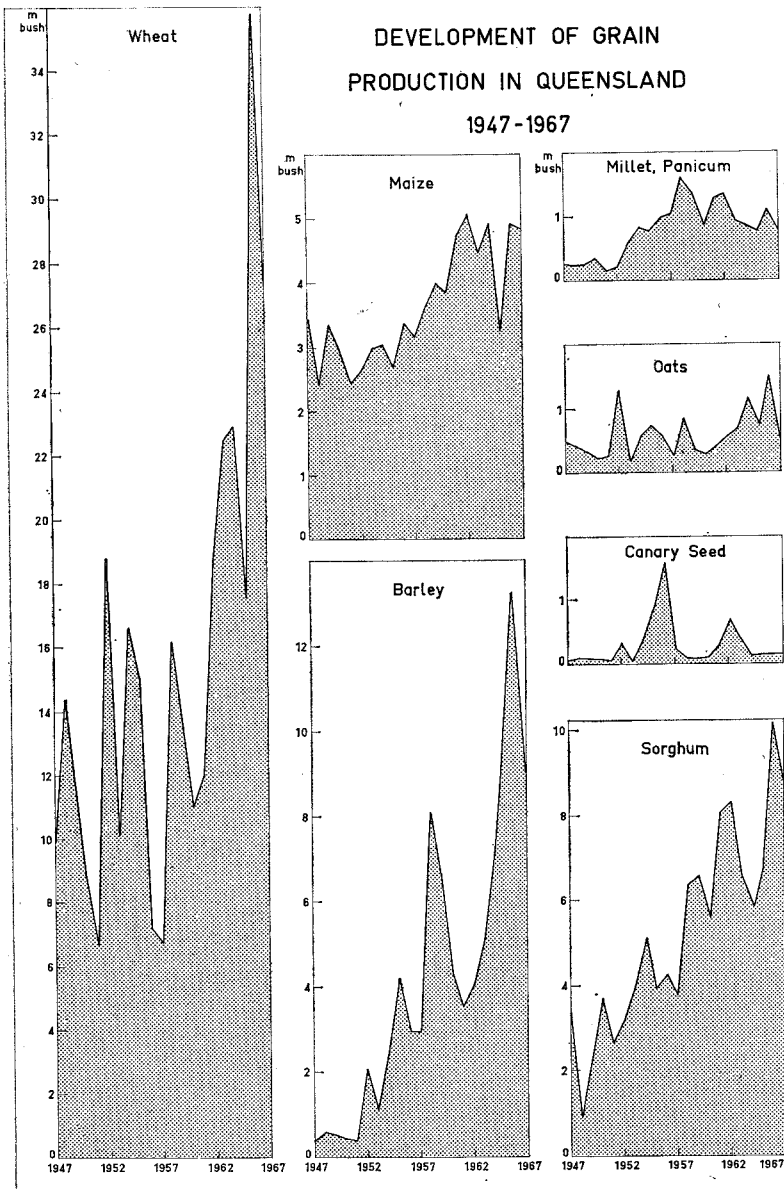 DEVELOPMENT OF GRAIN
PRODUCTION IN QUEENSLAND
1947-1967
m
bush
Wheat
34
32
30
28
26
24
22
20
18
16
14
12
10
8
6
4
2
0
1947 1952 1957 1962 1967
m
bush
Maize
5
4
3
2
1
0
Barley
12
10
8
6
4
2
0
1947 1952 1957 1962 1967
m
bush
Millet, Panicum
1
0
Oats
1
0
Canary Seed
1
0
Sorghum
10
8
6
4
2
0
1947 1952 1957 1962 1967